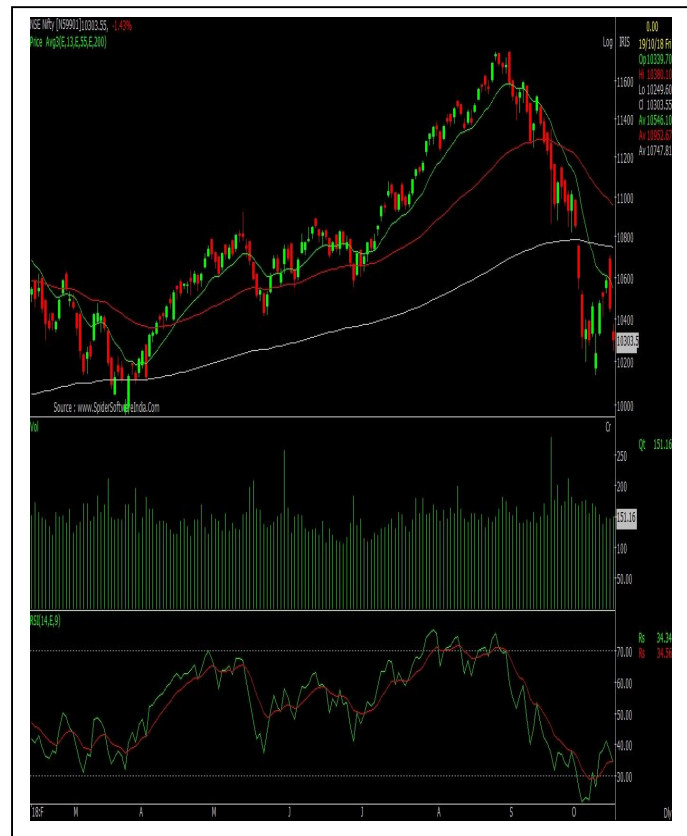 NSE Nifty [N59901]10303.55, -1.43%
Price Avg3(E,13,E,55,E,200)
Log
IRIS
0.00
19/10/18 Fri
Op10339.70
Hi 10380.10
Lo 10249.60
Cl 10303.55
Av 10546.10
Av 10952.67
Av 10747.81
11600
11400
11200
11000
10800
10600
10400
10303.5
10200
10000
Source : www.SpiderSoftwareIndia.Com
Vol
Cr
Qt 151.16
250
200
151.16
100
50.00
RSI(14,E,9)
Rs 34.34
Rs 34.56
70.00
60.00
50.00
40.00
30.00
'18:F M A M J J A S O Dly